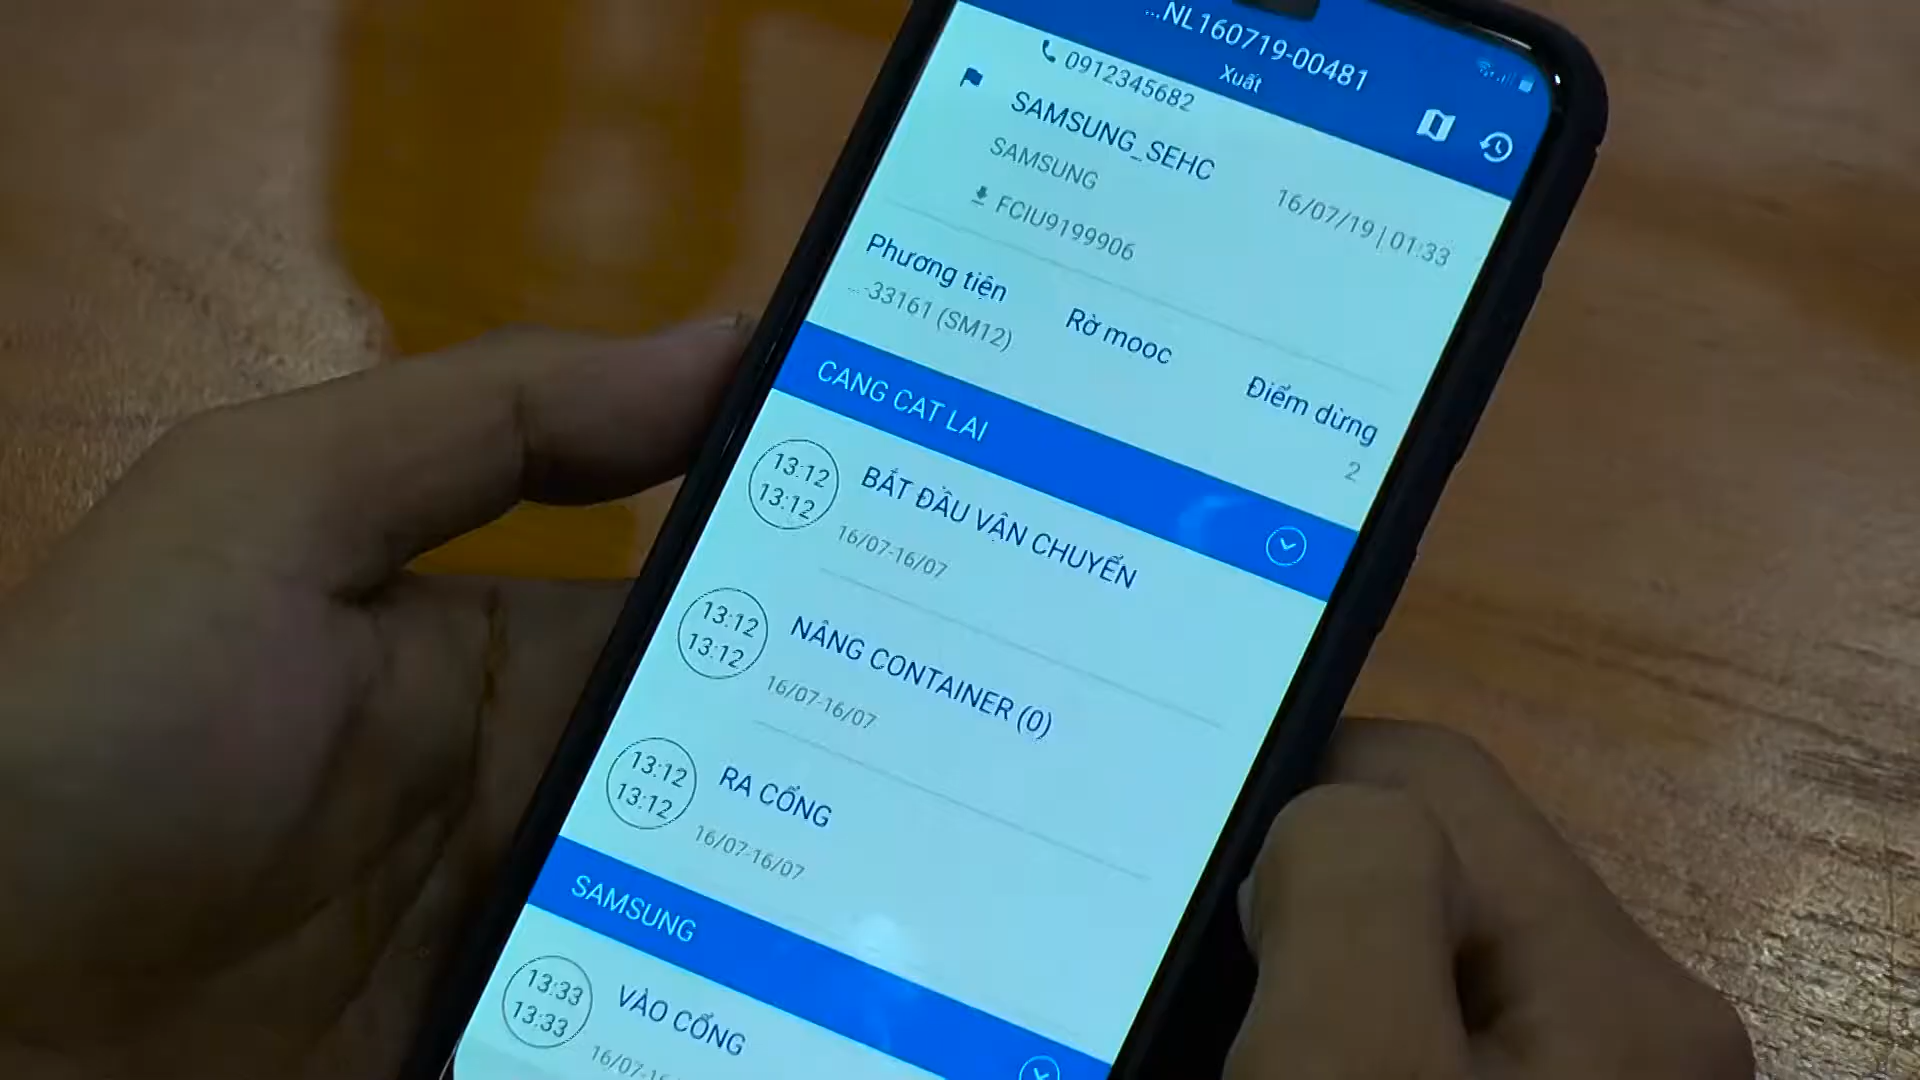 ...NL160719-00481
Xuất
0912345682
SAMSUNG_SEHC
SAMSUNG
16/07/19 | 01:33
FCIU9199906
Phương tiện
Rờ mooc
Điểm dừng
...-33161 (SM12)
2
CANG CAT LAI
13:12
13:12
BẮT ĐẦU VẬN CHUYỂN
16/07-16/07
13:12
13:12
NÂNG CONTAINER (0)
16/07-16/07
13:12
13:12
RA CỔNG
16/07-16/07
SAMSUNG
13:33
13:33
VÀO CỔNG